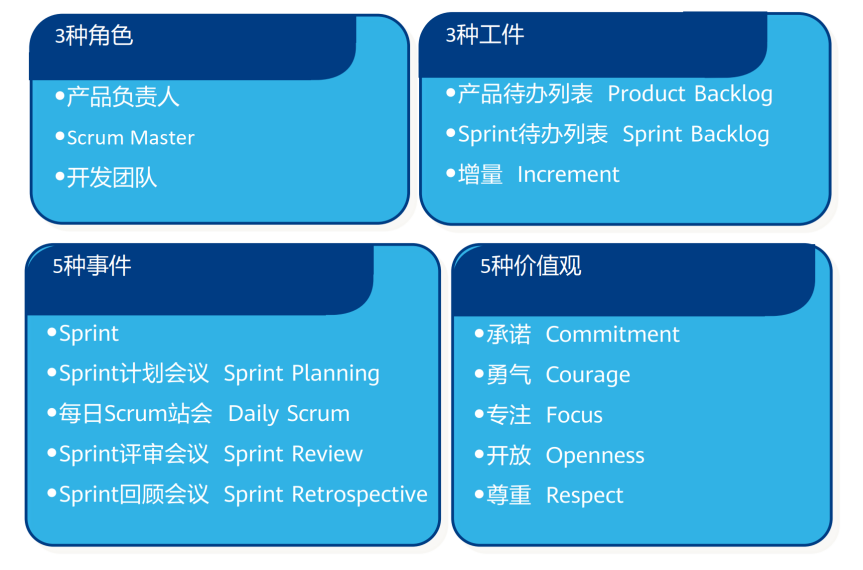 3种角色
•产品负责人
•Scrum Master
•开发团队
3种工件
•产品待办列表 Product Backlog
•Sprint待办列表 Sprint Backlog
•增量 Increment
5种事件
•Sprint
•Sprint计划会议 Sprint Planning
•每日Scrum站会 Daily Scrum
•Sprint评审会议 Sprint Review
•Sprint回顾会议 Sprint Retrospective
5种价值观
•承诺 Commitment
•勇气 Courage
•专注 Focus
•开放 Openness
•尊重 Respect